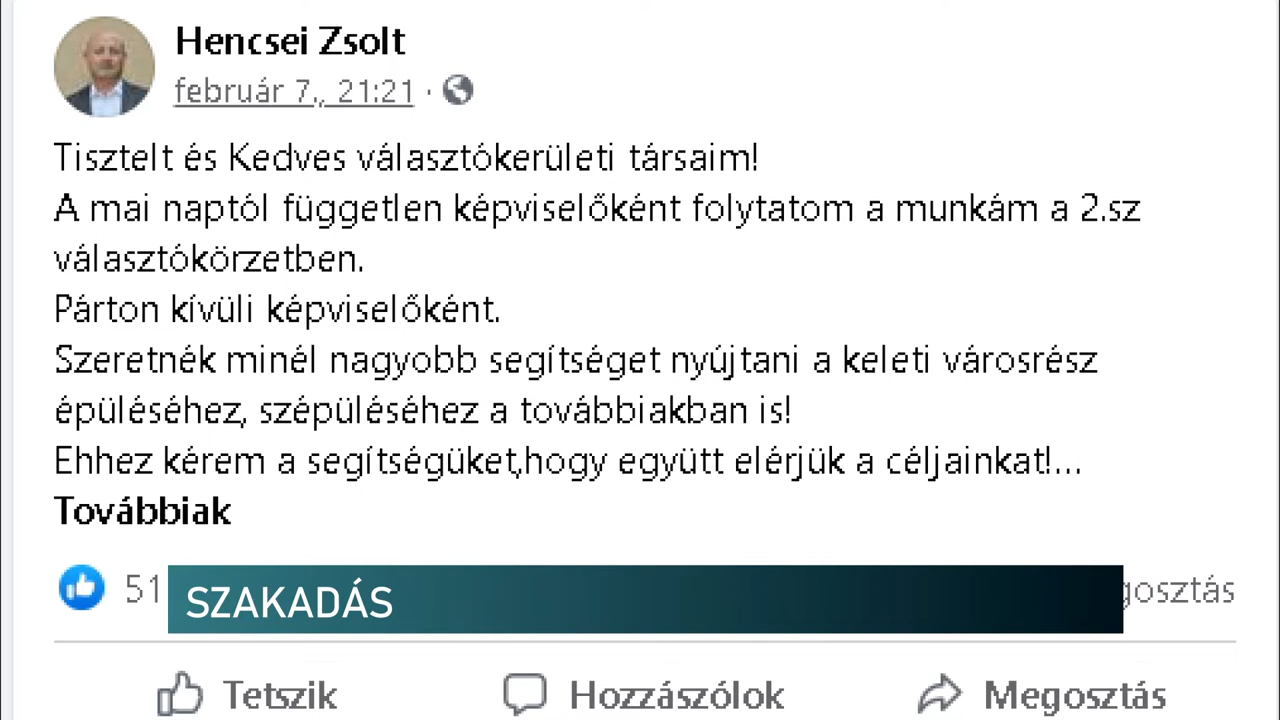 Hencsei Zsolt
február 7., 21:21 ·
Tisztelt és Kedves választókerületi társaim!
A mai naptól független képviselőként folytatom a munkám a 2.sz
választókörzetben.
Párton kívüli képviselőként.
Szeretnék minél nagyobb segítséget nyújtani a keleti városrész
épüléséhez, szépüléséhez a továbbiakban is!
Ehhez kérem a segítségüket,hogy együtt elérjük a céljainkat!...
Továbbiak
51
SZAKADÁS
Tetszik Hozzászólok Megosztás